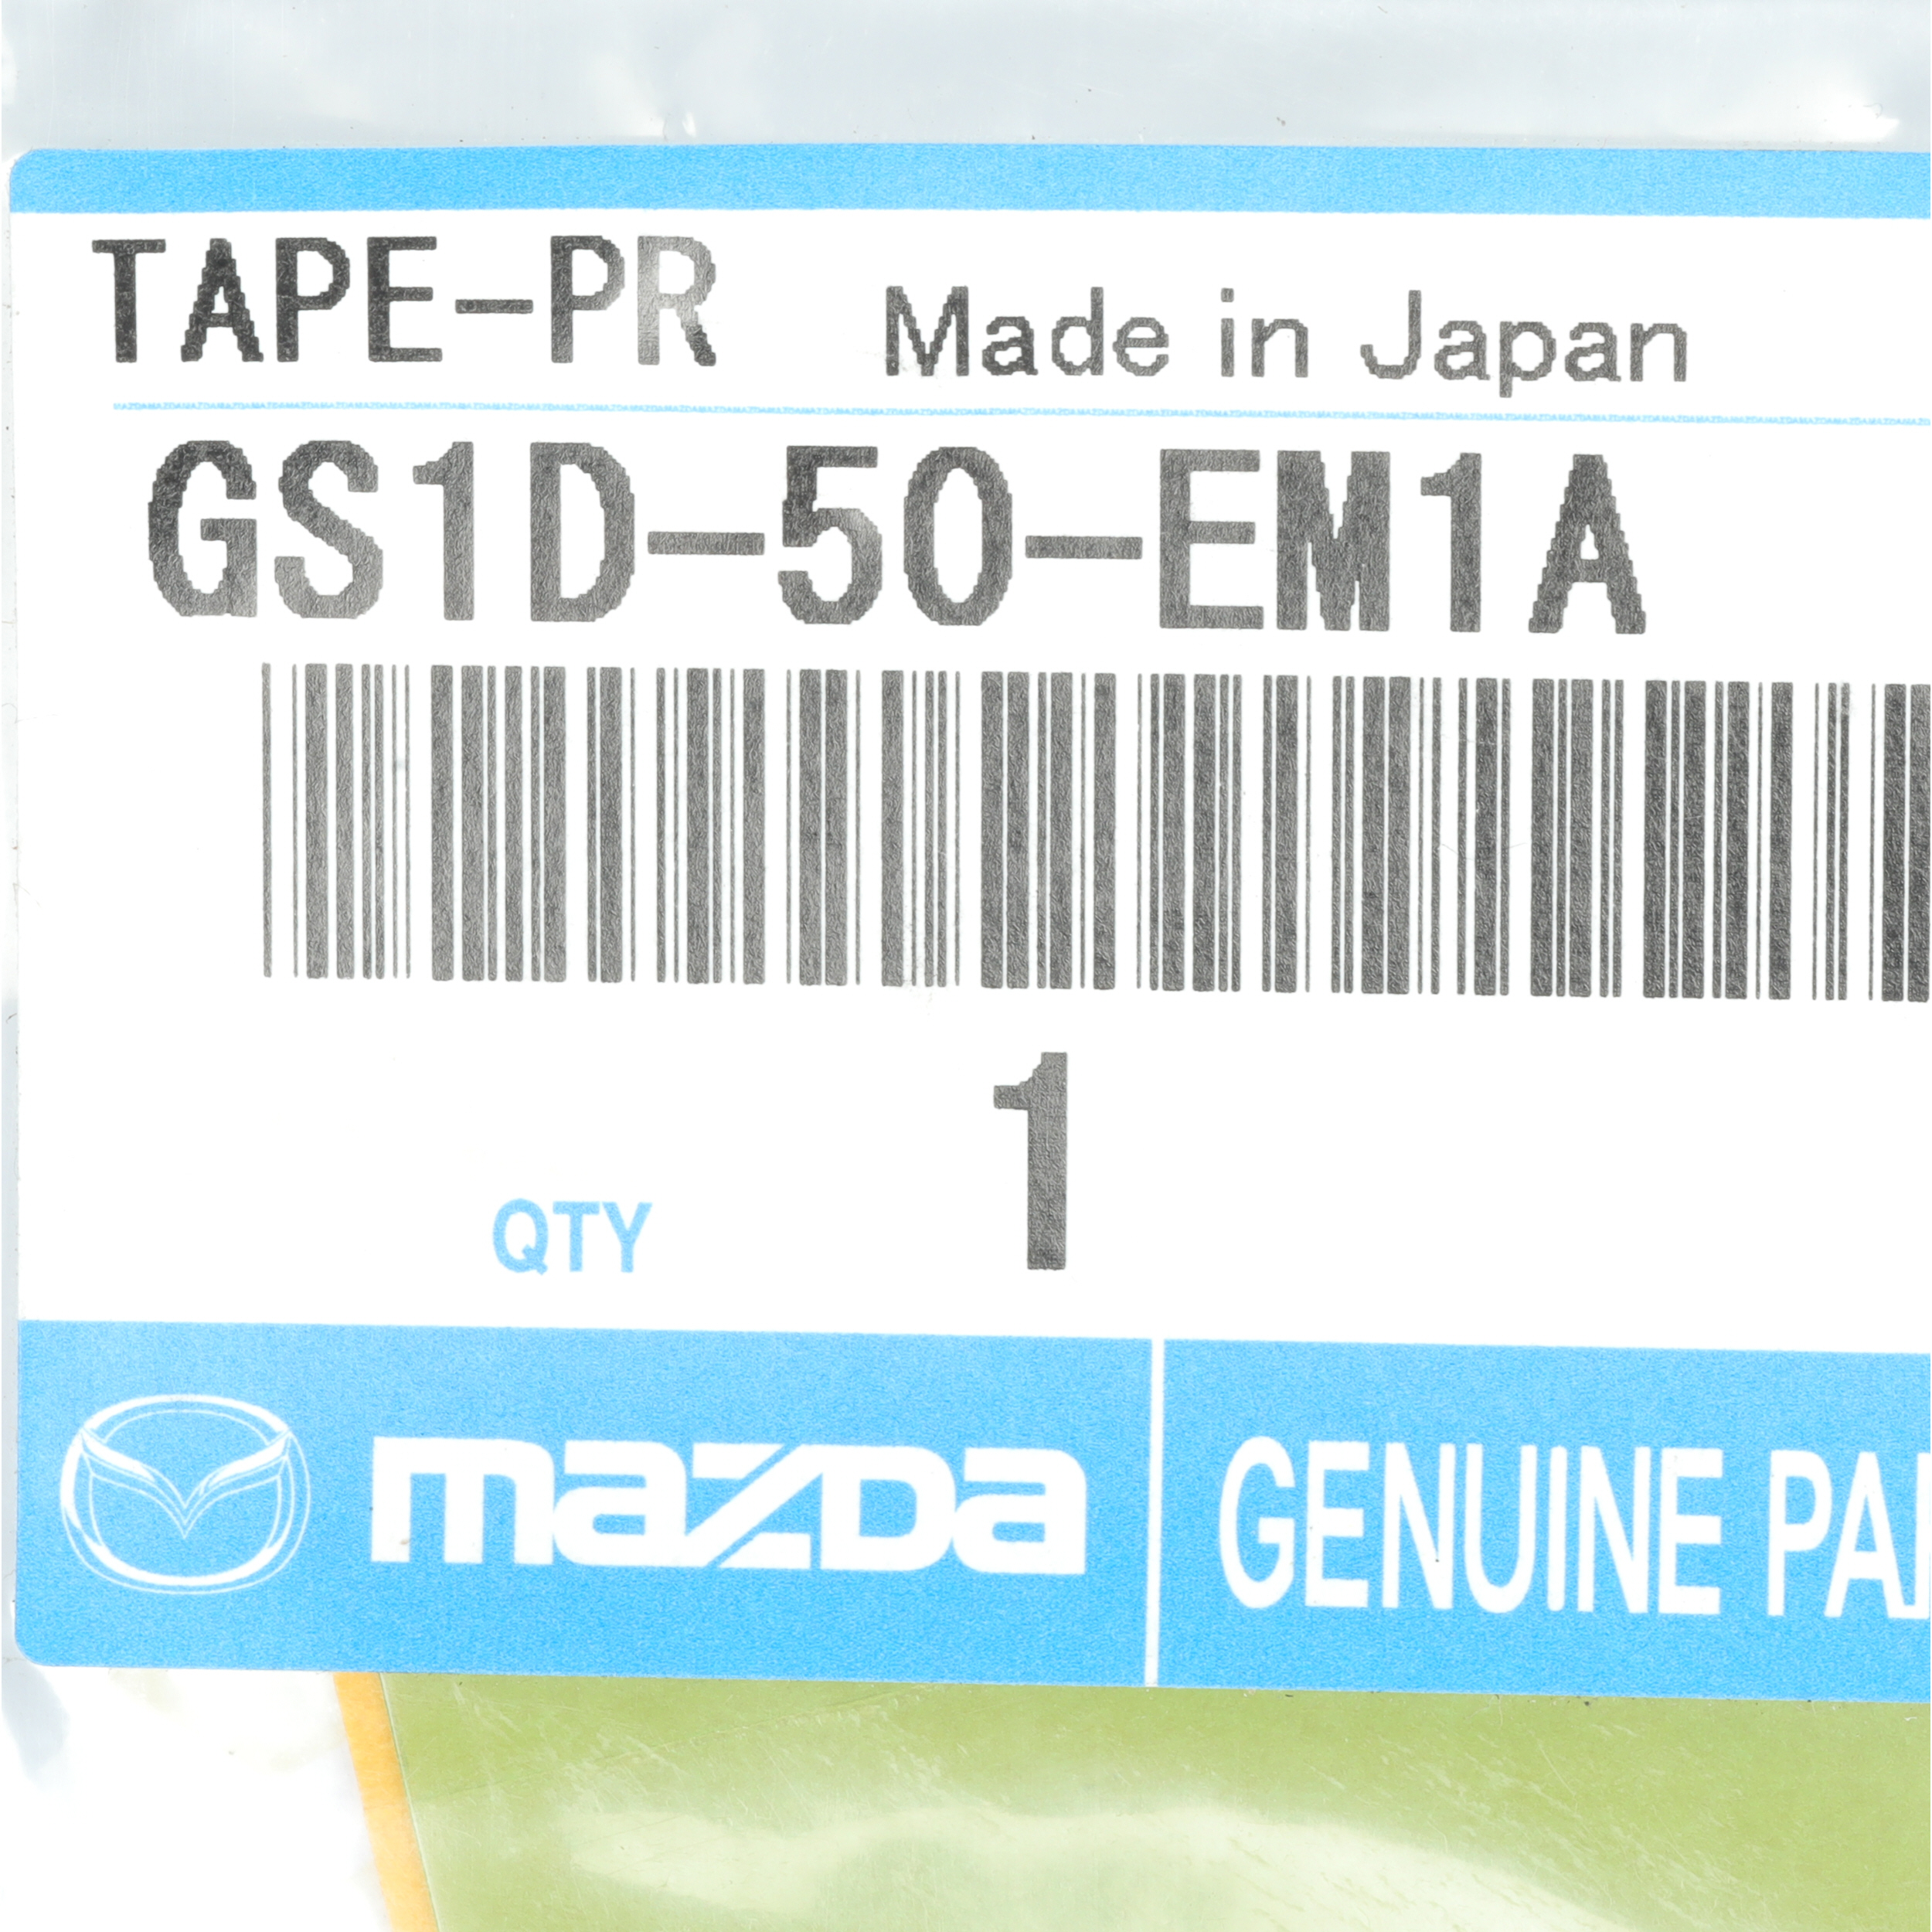 TAPE-PR Made in Japan
GS1D-50-EM1A
QTY 1
mazDa GENUINE PA